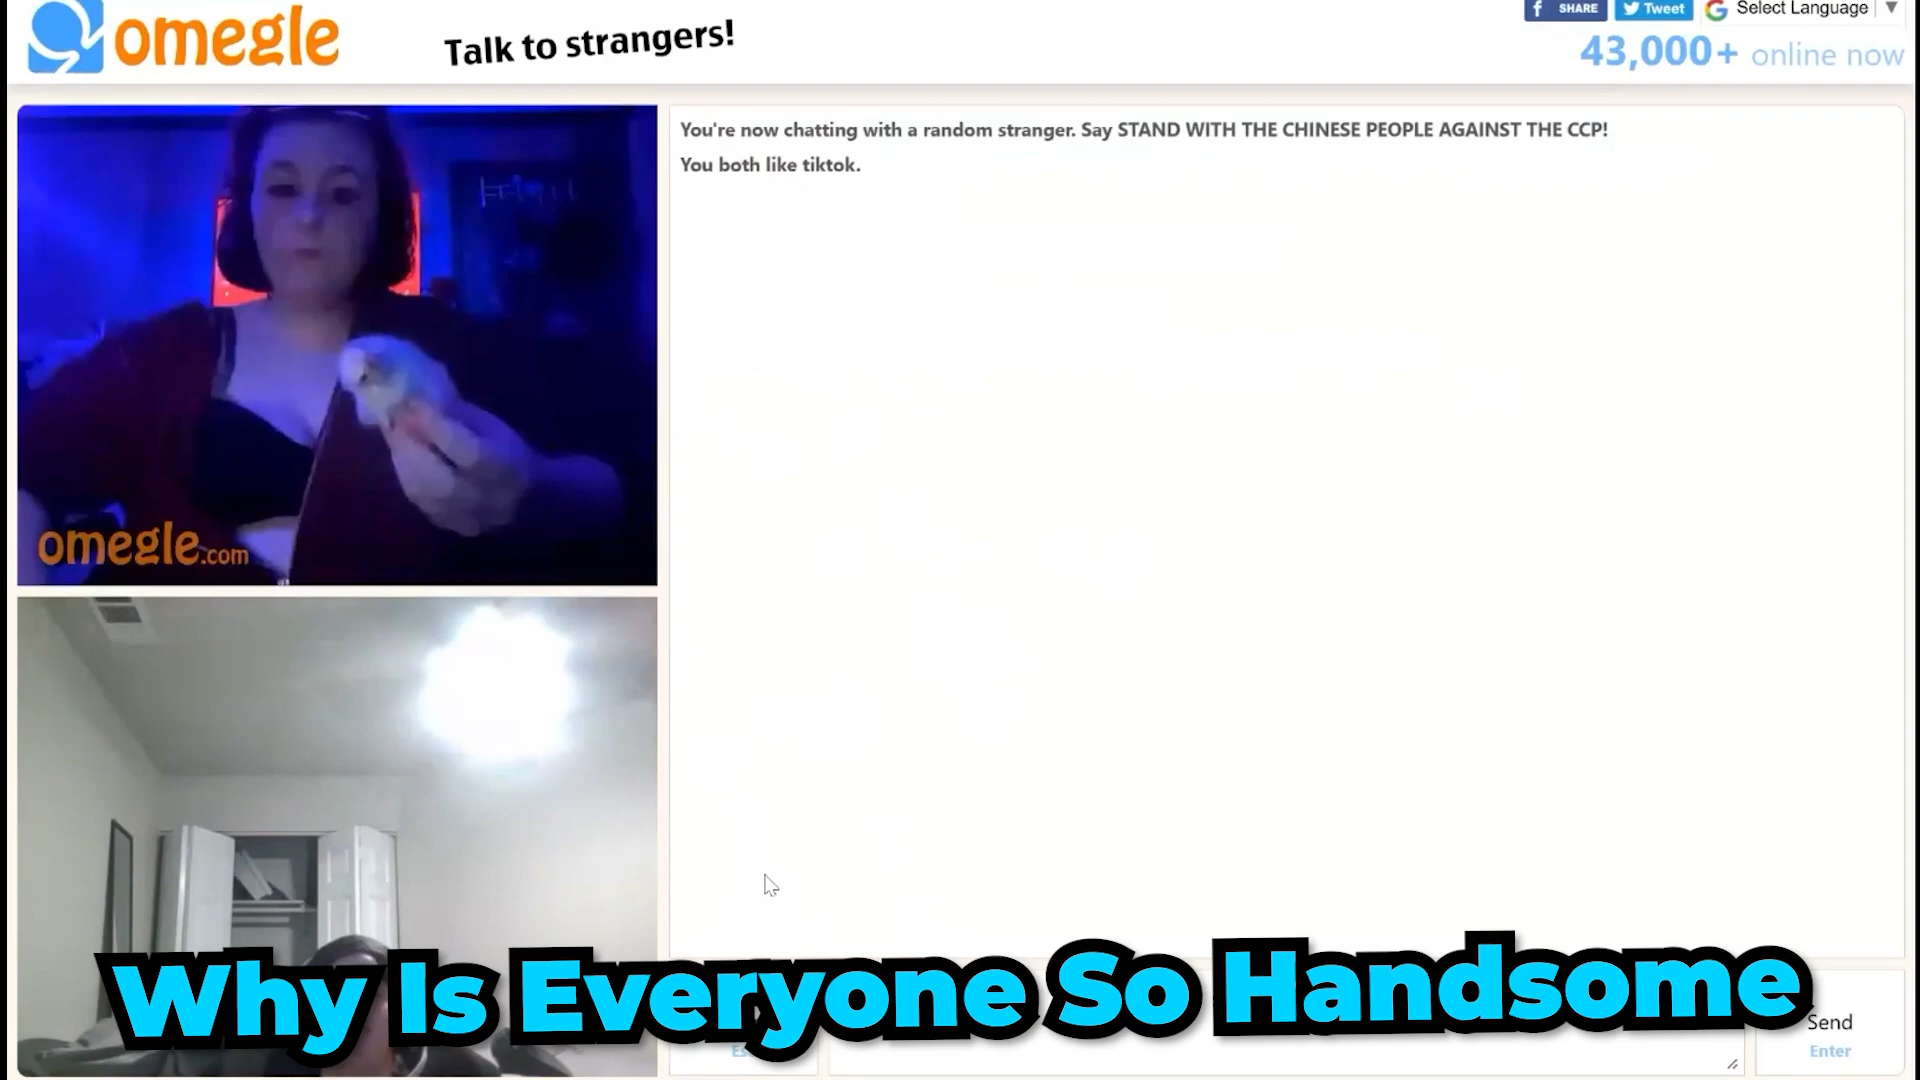 omegle
Talk to strangers!
SHARE
Tweet
Select Language
43,000+ online now
You're now chatting with a random stranger. Say STAND WITH THE CHINESE PEOPLE AGAINST THE CCP!
You both like tiktok.
omegle.com
Why Is Everyone So Handsome
Send
Enter